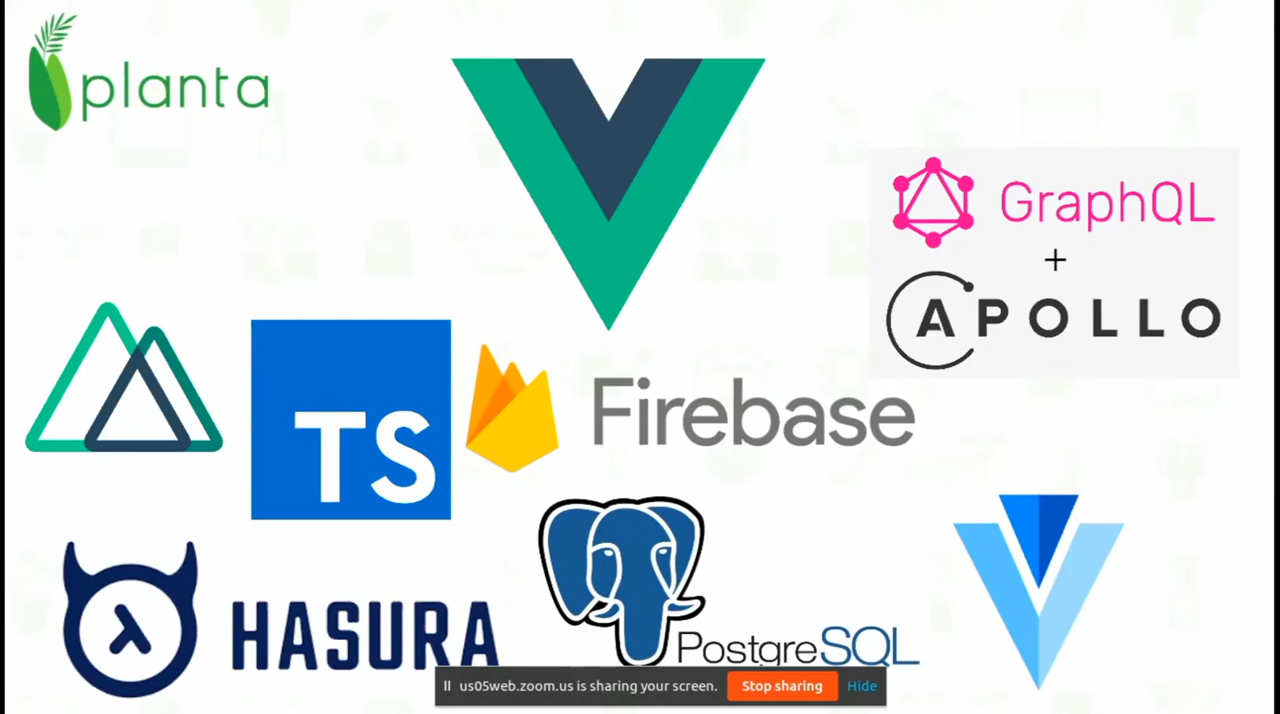 planta
GraphQL
+
APOLLO
TS
Firebase
HASURA
PostgreSQL
us05web.zoom.us is sharing your screen. Stop sharing Hide